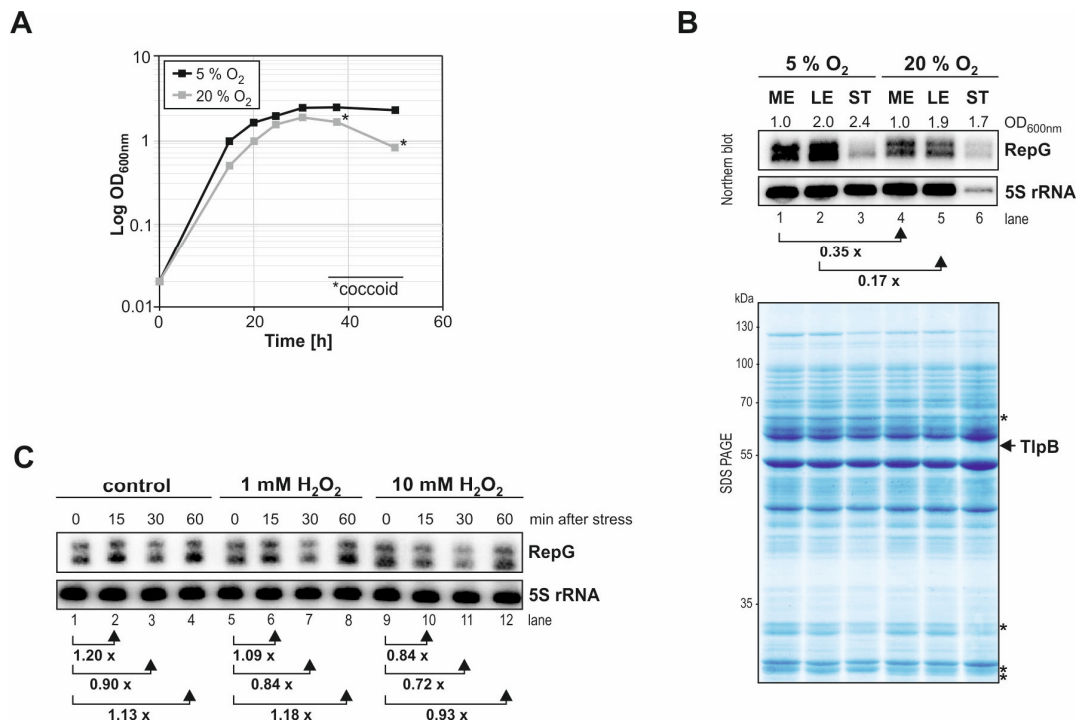 A
10
1
0.1
0.01
Log OD600nm
5 % O2
20 % O2
*
*
*coccoid
0
20
40
60
Time [h]
B
5 % O2 20 % O2
ME LE ST ME LE ST
1.0 2.0 2.4 1.0 1.9 1.7 OD600nm
Northern blot
RepG
5S rRNA
1 2 3 4 5 6 lane
0.35 x
0.17 x
kDa
130
100
70
55
35
SDS PAGE
*
TlpB
*
*
*
C
control 1 mM H2O2 10 mM H2O2
0 15 30 60 0 15 30 60 0 15 30 60 min after stress
RepG
5S rRNA
1 2 3 4 5 6 7 8 9 10 11 12 lane
1.20 x 1.09 x 0.84 x
0.90 x 0.84 x 0.72 x
1.13 x 1.18 x 0.93 x